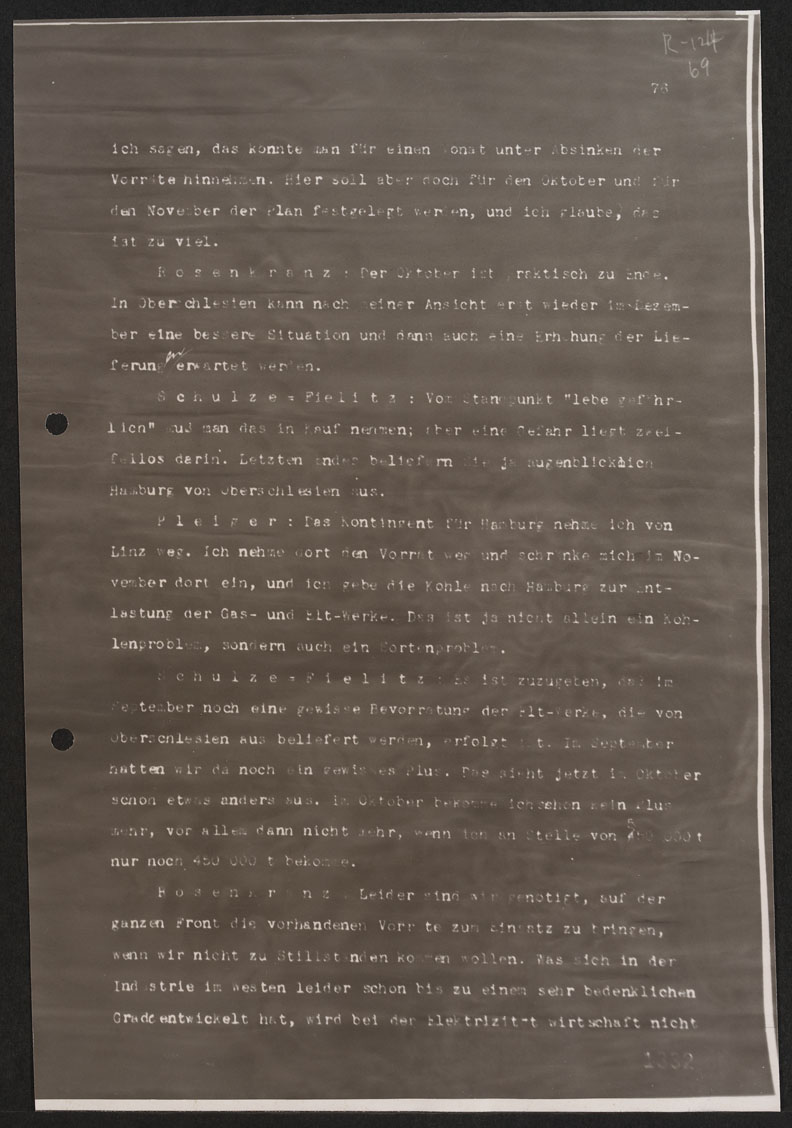 R-124
69
76
ich sagen, das könnte man für einen Monat unter Absinken der
Vorräte hinnehmen. Hier soll aber doch für den Oktober und für
den November der Plan festgelegt werden, und ich glaube, das
ist zu viel.
R o s e n k r a n z : Der Oktober ist praktisch zu Ende.
In Oberschlesien kann nach meiner Ansicht erst wieder im Dezem-
ber eine bessere Situation und dann auch eine Erhöhung der Lie-
ferung erwartet werden.
S c h u l z e = F i e l i t z : Vom Standpunkt "lebe gefähr-
lich" muß man das in Kauf nehmen; aber eine Gefahr liegt zwei-
fellos darin. Letzten Endes beliefern Sie ja augenblicklich
Hamburg von Oberschlesien aus.
P l e i g e r : Das Kontingent für Hamburg nehme ich von
Linz weg. Ich nehme dort den Vorrat weg und schränke mich im No-
vember dort ein, und ich gebe die Kohle nach Hamburg zur Ent-
lastung der Gas- und Elt-Werke. Das ist ja nicht allein ein Koh-
lenproblem, sondern auch ein Sortenproblem.
S c h u l z e = F i e l i t z : Es ist zuzugeben, daß im
September noch eine gewisse Bevorratung der Elt-Werke, die von
Oberschlesien aus beliefert werden, erfolgt ist. Im September
hatten wir da noch ein gewisses Plus. Das sieht jetzt im Oktober
schon etwas anders aus. Im Oktober bekomme ich schon kein Plus
mehr, vor allem dann nicht mehr, wenn ich an Stelle von 550 000 t
nur noch 450 000 t bekomme.
R o s e n k r a n z : Leider sind wir genötigt, auf der
ganzen Front die vorhandenen Vorräte zum Einsatz zu bringen,
wenn wir nicht zu Stillständen kommen wollen. Was sich in der
Industrie im Westen leider schon bis zu einem sehr bedenklichen
Grade entwickelt hat, wird bei der Elektrizitätswirtschaft nicht
1332